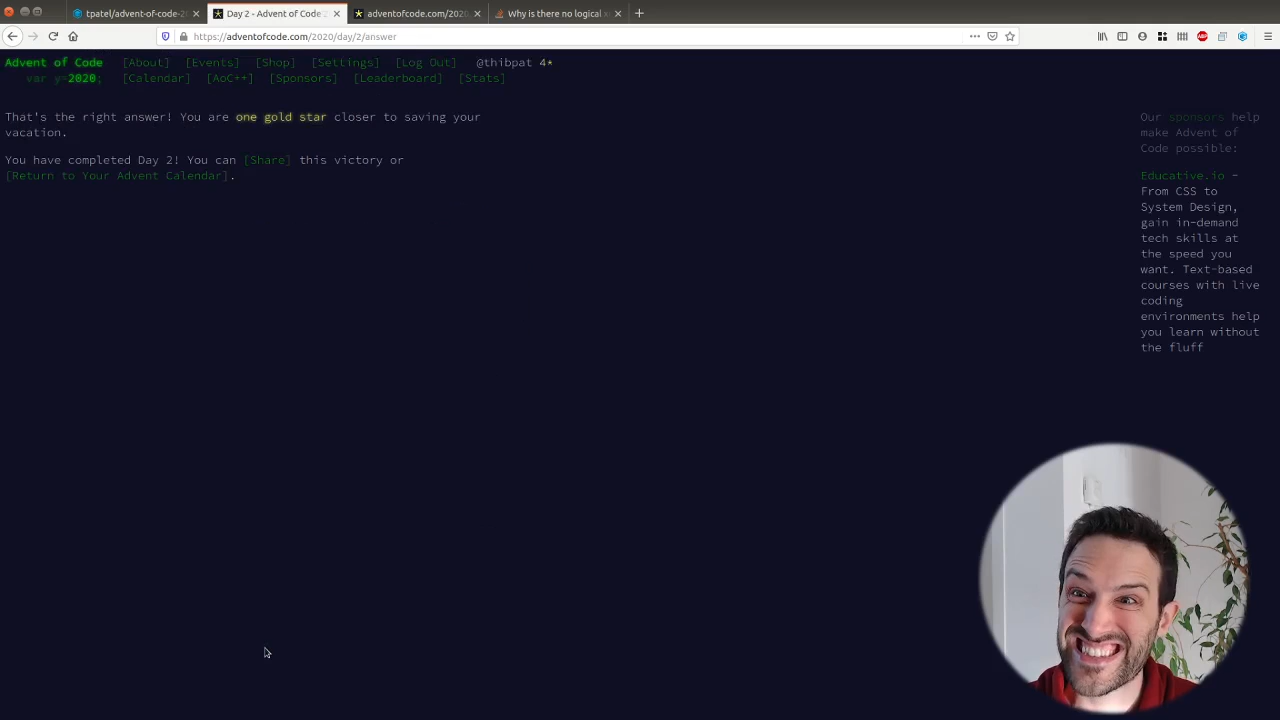 tpatel/advent-of-code-2
Day 2 - Advent of Code 2
adventofcode.com/2020
Why is there no logical x
https://adventofcode.com/2020/day/2/answer
Advent of Code [About] [Events] [Shop] [Settings] [Log Out] @thibpat 4*
var y=2020; [Calendar] [AoC++] [Sponsors] [Leaderboard] [Stats]
That's the right answer! You are one gold star closer to saving your
vacation.
You have completed Day 2! You can [Share] this victory or
[Return to Your Advent Calendar].
Our sponsors help
make Advent of
Code possible:
Educative.io -
From CSS to
System Design,
gain in-demand
tech skills at
the speed you
want. Text-based
courses with live
coding
environments help
you learn without
the fluff